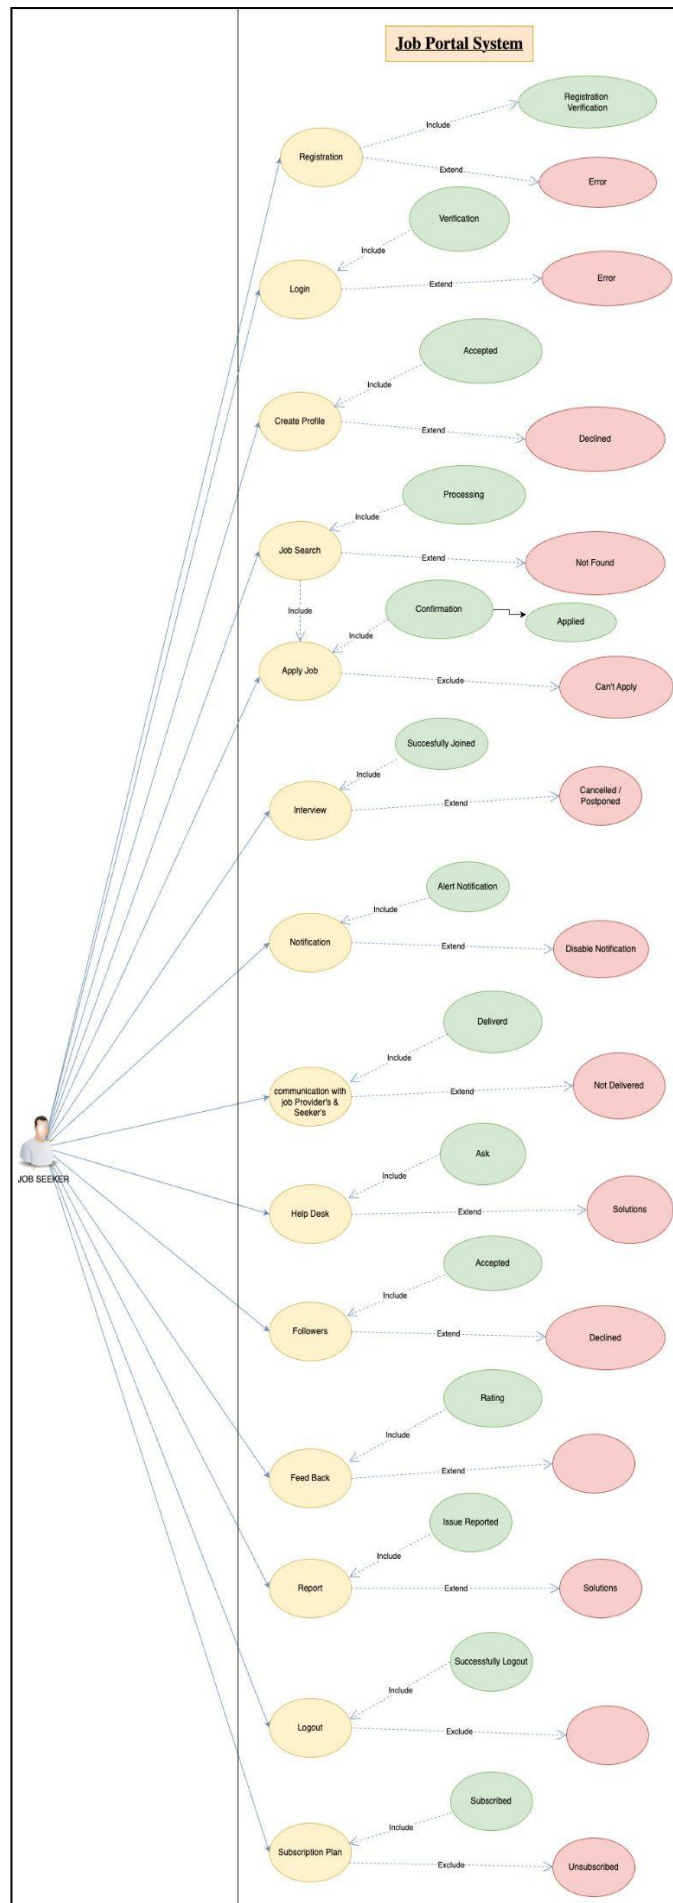 Job Portal System
Registration
Verification
Include
Registration
Extend
Error
Verification
Include
Login
Extend
Error
Accepted
Include
Create Profile
Extend
Declined
Processing
Include
Job Search
Extend
Not Found
Include
Confirmation
Applied
Include
Apply Job
Exclude
Can't Apply
Succesfully Joined
Include
Cancelled /
Postponed
Interview
Extend
Alert Notification
Include
Notification
Extend
Disable Notification
Deliverd
Include
communication with
job Provider's &
Seeker's
Extend
Not Delivered
JOB SEEKER
Ask
Include
Help Desk
Extend
Solutions
Accepted
Include
Followers
Extend
Declined
Rating
Include
Feed Back
Extend
Issue Reported
Include
Report
Extend
Solutions
Successfully Logout
Include
Logout
Exclude
Subscribed
Include
Subscription Plan
Exclude
Unsubscribed